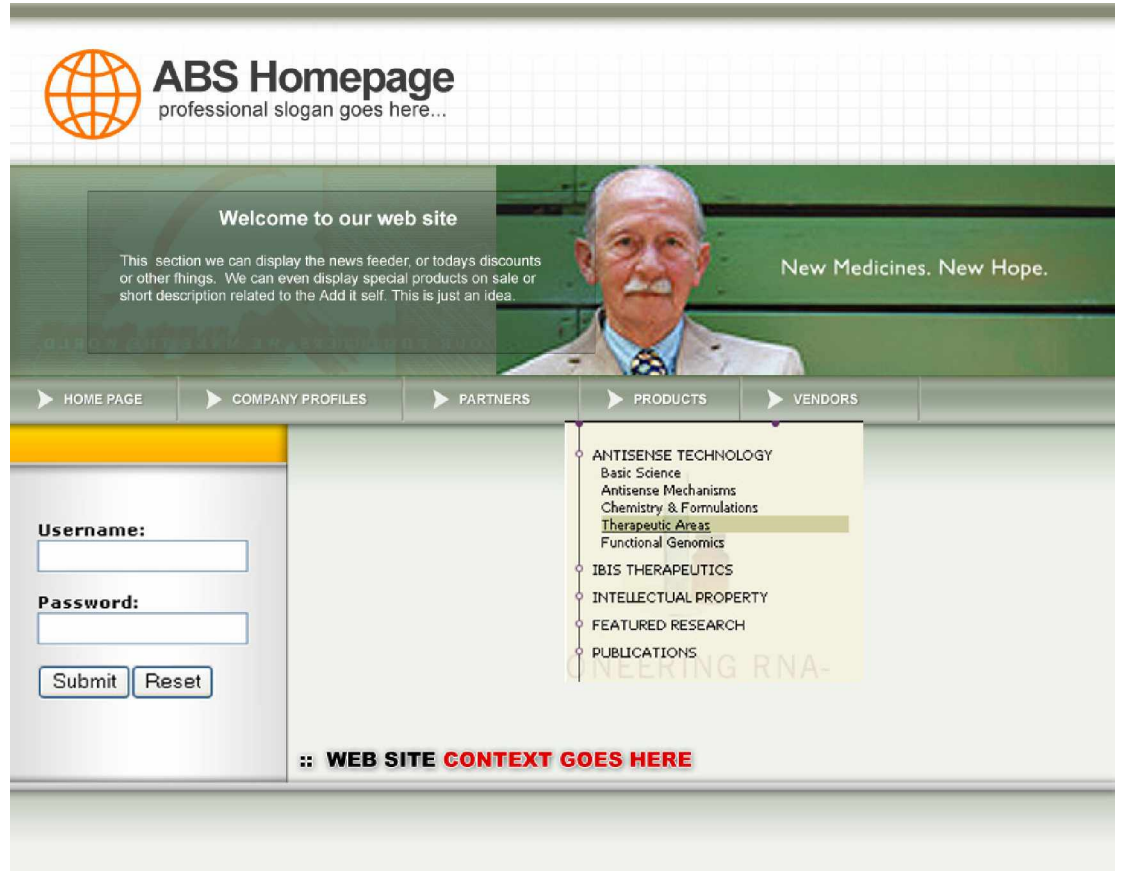 ABS Homepage
professional slogan goes here...
Welcome to our web site
This section we can display the news feeder, or todays discounts
or other fhings. We can even display special products on sale or
short description related to the Add it self. This is just an idea.
New Medicines. New Hope.
HOME PAGE
COMPANY PROFILES
PARTNERS
PRODUCTS
VENDORS
Username:
Password:
Submit
Reset
ANTISENSE TECHNOLOGY
Basic Science
Antisense Mechanisms
Chemistry & Formulations
Therapeutic Areas
Functional Genomics
IBIS THERAPEUTICS
INTELLECTUAL PROPERTY
FEATURED RESEARCH
PUBLICATIONS
ONEERING RNA-
:: WEB SITE CONTEXT GOES HERE